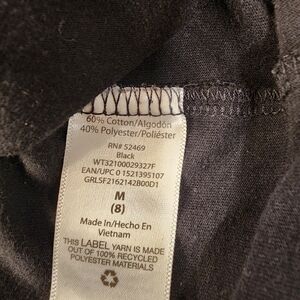 60% Cotton/Algodón
40% Polyester/Poliéster
RN# 52469
Black
WT32100029327F
EAN/UPC 0 1521395107
GRLSF2162142B00D1
M
(8)
Made In/Hecho En
Vietnam
THIS LABEL YARN IS MADE
OUT OF 100% RECYCLED
POLYESTER MATERIALS